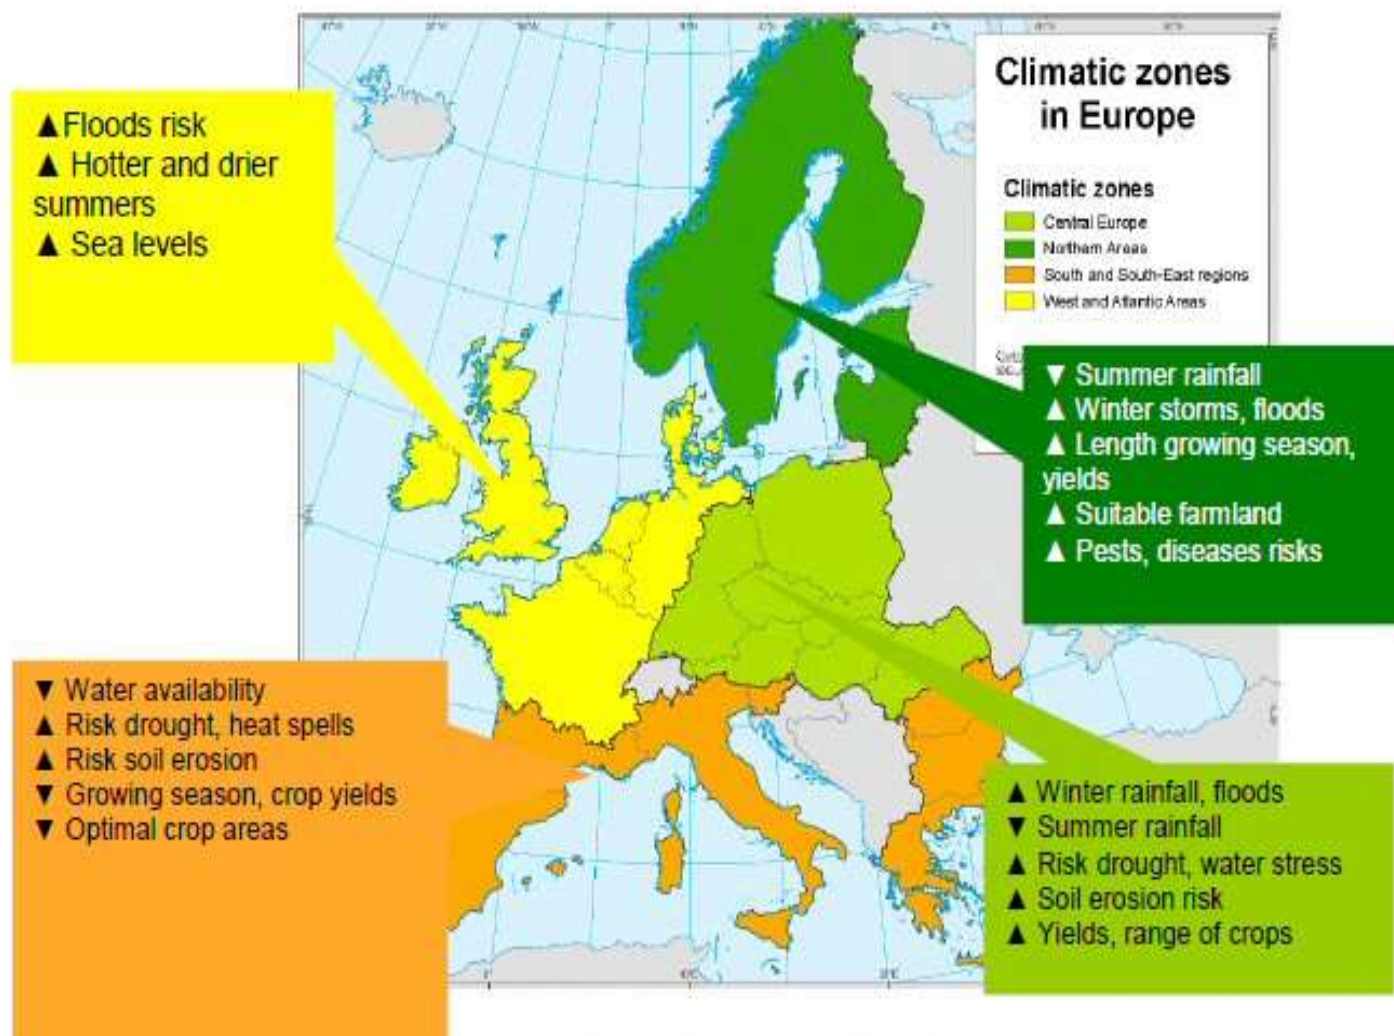 Climatic zones
in Europe
Climatic zones
Central Europe
Northern Areas
South and South-East regions
West and Atlantic Areas
▲Floods risk
▲ Hotter and drier
summers
▲ Sea levels
▼ Summer rainfall
▲ Winter storms, floods
▲ Length growing season,
yields
▲ Suitable farmland
▲ Pests, diseases risks
▼ Water availability
▲ Risk drought, heat spells
▲ Risk soil erosion
▼ Growing season, crop yields
▼ Optimal crop areas
▲ Winter rainfall, floods
▼ Summer rainfall
▲ Risk drought, water stress
▲ Soil erosion risk
▲ Yields, range of crops